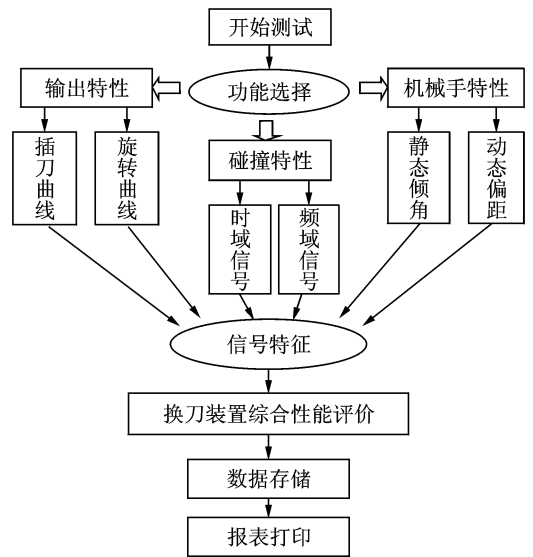 开始测试
输出特性
功能选择
机械手特性
插刀曲线
旋转曲线
碰撞特性
静态倾角
动态偏距
时域信号
频域信号
信号特征
换刀装置综合性能评价
数据存储
报表打印